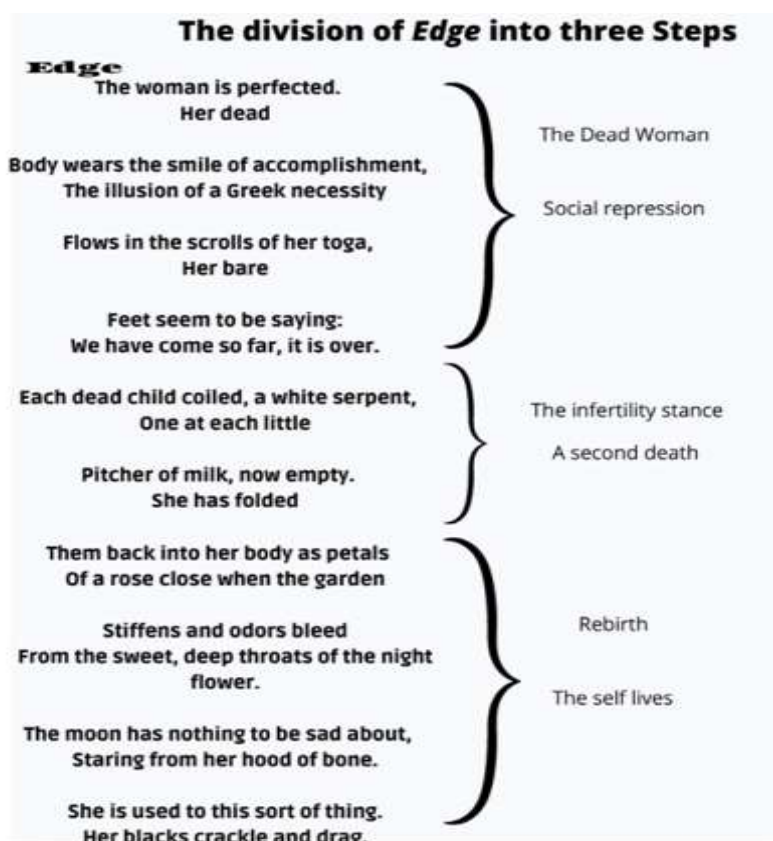 The division of Edge into three Steps
Edge
The woman is perfected.
Her dead
Body wears the smile of accomplishment,
The illusion of a Greek necessity
Flows in the scrolls of her toga,
Her bare
Feet seem to be saying:
We have come so far, it is over.
The Dead Woman
Social repression
Each dead child coiled, a white serpent,
One at each little
Pitcher of milk, now empty.
She has folded
The infertility stance
A second death
Them back into her body as petals
Of a rose close when the garden
Stiffens and odors bleed
From the sweet, deep throats of the night
flower.
The moon has nothing to be sad about,
Staring from her hood of bone.
She is used to this sort of thing.
Her blacks crackle and drag.
Rebirth
The self lives